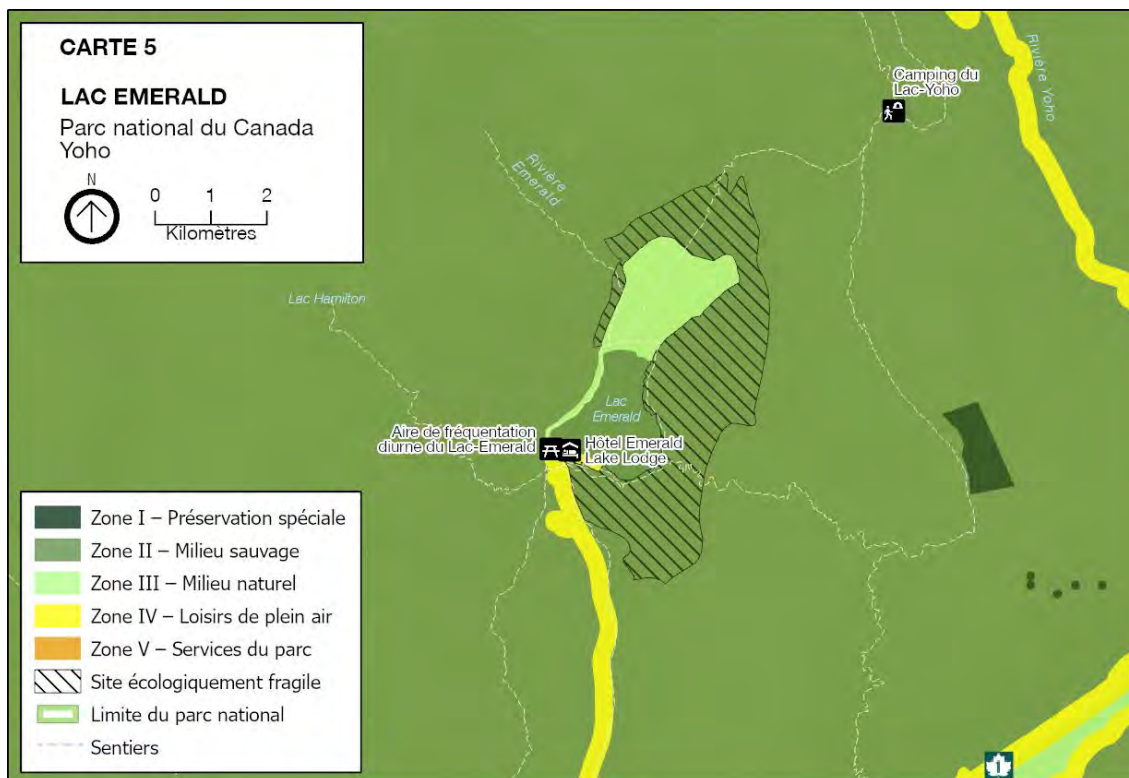 CARTE 5
LAC EMERALD
Parc national du Canada
Yoho
N
0 1 2
Kilomètres
Camping du
Lac-Yoho
Rivière Yoho
Rivière
Emerald
Lac Hamilton
Lac
Emerald
Aire de fréquentation
diurne du Lac-Emerald
Hôtel Emerald
Lake Lodge
Zone I – Préservation spéciale
Zone II – Milieu sauvage
Zone III – Milieu naturel
Zone IV – Loisirs de plein air
Zone V – Services du parc
Site écologiquement fragile
Limite du parc national
Sentiers
1